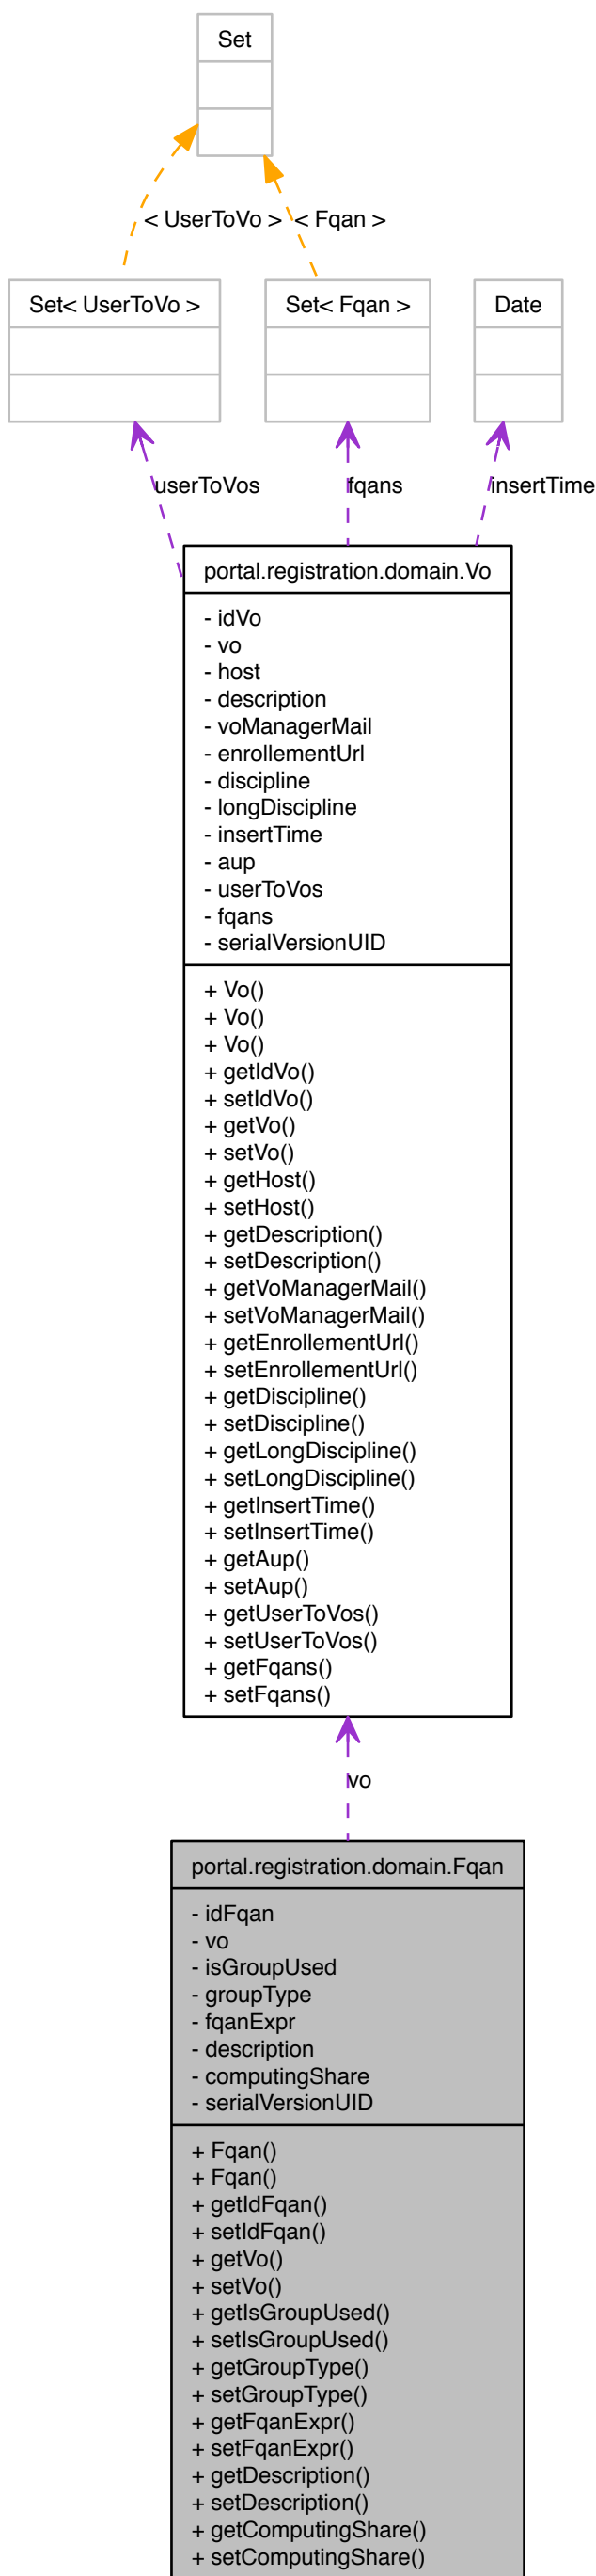 Set
< UserToVo >
< Fqan >
Set< UserToVo >
Set< Fqan >
Date
userToVos
fqans
insertTime
portal.registration.domain.Vo
- idVo
- vo
- host
- description
- voManagerMail
- enrollementUrl
- discipline
- longDiscipline
- insertTime
- aup
- userToVos
- fqans
- serialVersionUID
+ Vo()
+ Vo()
+ Vo()
+ getIdVo()
+ setIdVo()
+ getVo()
+ setVo()
+ getHost()
+ setHost()
+ getDescription()
+ setDescription()
+ getVoManagerMail()
+ setVoManagerMail()
+ getEnrollementUrl()
+ setEnrollementUrl()
+ getDiscipline()
+ setDiscipline()
+ getLongDiscipline()
+ setLongDiscipline()
+ getInsertTime()
+ setInsertTime()
+ getAup()
+ setAup()
+ getUserToVos()
+ setUserToVos()
+ getFqans()
+ setFqans()
vo
portal.registration.domain.Fqan
- idFqan
- vo
- isGroupUsed
- groupType
- fqanExpr
- description
- computingShare
- serialVersionUID
+ Fqan()
+ Fqan()
+ getIdFqan()
+ setIdFqan()
+ getVo()
+ setVo()
+ getIsGroupUsed()
+ setIsGroupUsed()
+ getGroupType()
+ setGroupType()
+ getFqanExpr()
+ setFqanExpr()
+ getDescription()
+ setDescription()
+ getComputingShare()
+ setComputingShare()